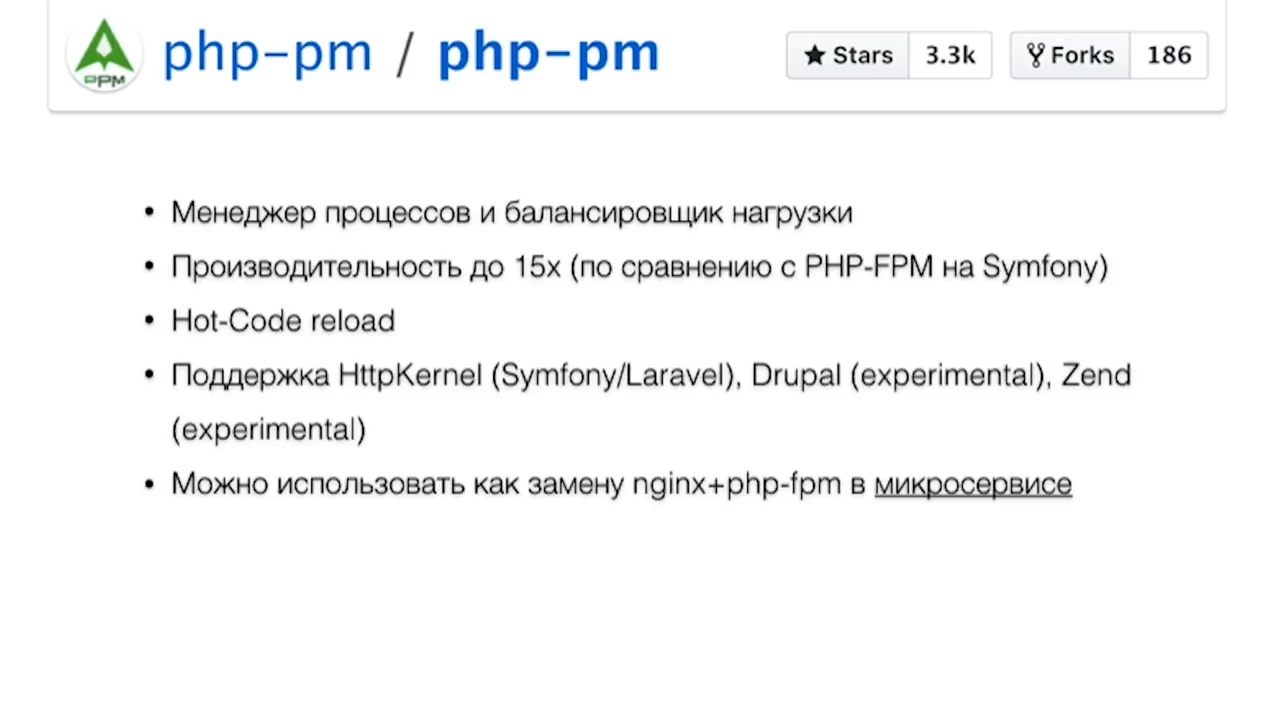 php-pm / php-pm
Stars 3.3k Forks 186
PPM
• Менеджер процессов и балансировщик нагрузки
• Производительность до 15x (по сравнению с PHP-FPM на Symfony)
• Hot-Code reload
• Поддержка HttpKernel (Symfony/Laravel), Drupal (experimental), Zend
(experimental)
• Можно использовать как замену nginx+php-fpm в микросервисе